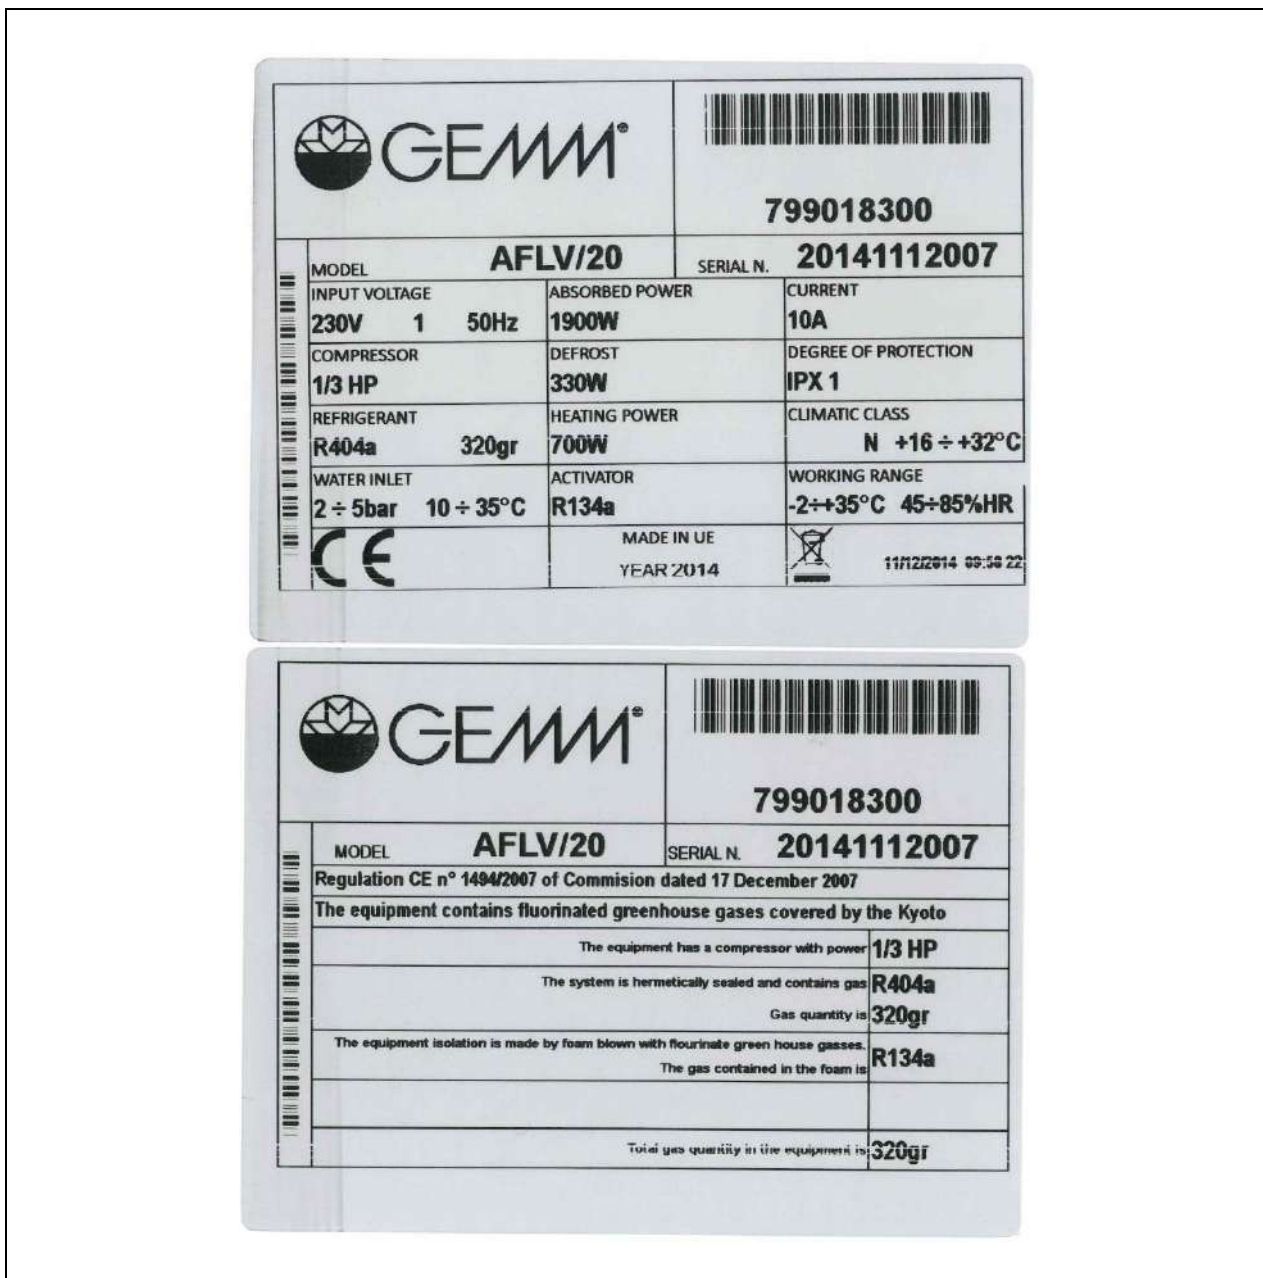 GEMM®
799018300
MODEL AFLV/20 SERIAL N. 20141112007
INPUT VOLTAGE ABSORBED POWER CURRENT
230V 1 50Hz 1900W 10A
COMPRESSOR DEFROST DEGREE OF PROTECTION
1/3 HP 330W IPX 1
REFRIGERANT HEATING POWER CLIMATIC CLASS
R404a 320gr 700W N +16 ÷ +32°C
WATER INLET ACTIVATOR WORKING RANGE
2 ÷ 5bar 10 ÷ 35°C R134a -2÷+35°C 45÷85%HR
CE MADE IN UE
YEAR 2014 11/12/2014 09:58 22
GEMM®
799018300
MODEL AFLV/20 SERIAL N. 20141112007
Regulation CE n° 1494/2007 of Commision dated 17 December 2007
The equipment contains fluorinated greenhouse gases covered by the Kyoto
The equipment has a compressor with power 1/3 HP
The system is hermetically sealed and contains gas R404a
Gas quantity is 320gr
The equipment isolation is made by foam blown with flourinate green house gasses.
The gas contained in the foam is R134a
Total gas quantity in the equipment is 320gr